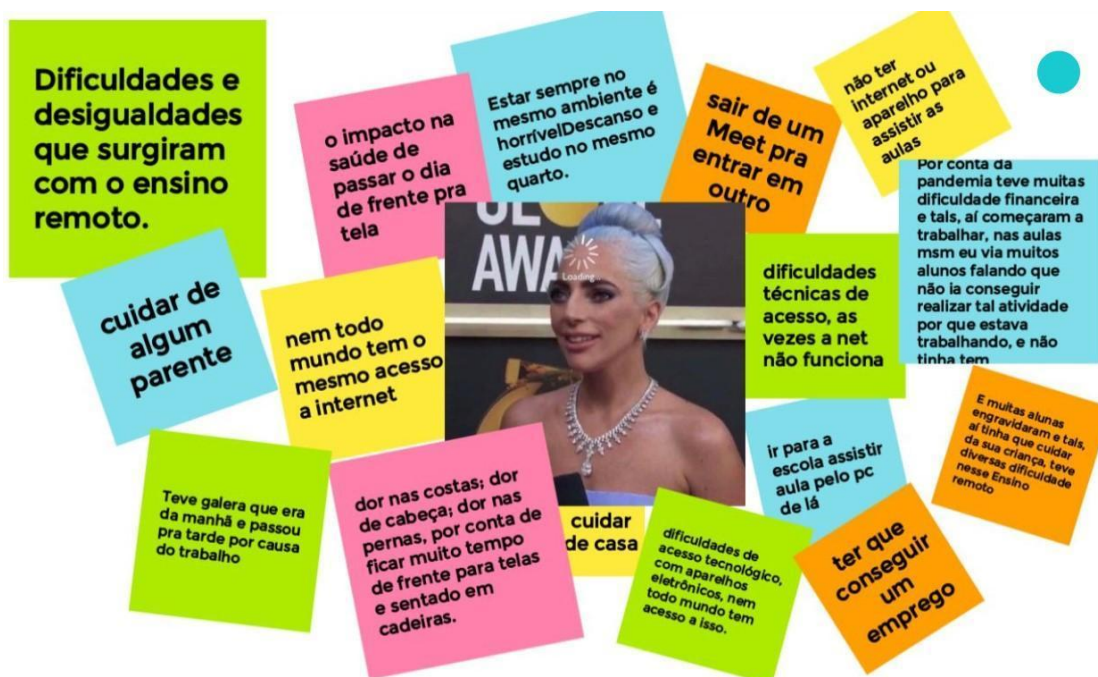 Dificuldades e
desigualdades
que surgiram
com o ensino
remoto.
o impacto na
saúde de
passar o dia
de frente pra
tela
Estar sempre no
mesmo ambiente é
horrívelDescanso e
estudo no mesmo
quarto.
sair de um
Meet pra
entrar em
outro
não ter
internet ou
aparelho para
assistir as
aulas
Por conta da
pandemia teve muitas
dificuldade financeira
e tals, aí começaram a
trabalhar, nas aulas
msm eu via muitos
alunos falando que
não ia conseguir
realizar tal atividade
por que estava
trabalhando, e não
tinha tem
cuidar de
algum
parente
nem todo
mundo tem o
mesmo acesso
a internet
AWA
Loading
dificuldades
técnicas de
acesso, as
vezes a net
não funciona
Teve galera que era
da manhã e passou
pra tarde por causa
do trabalho
dor nas costas; dor
de cabeça; dor nas
pernas, por conta de
ficar muito tempo
de frente para telas
e sentado em
cadeiras.
cuidar
de casa
dificuldades de
acesso tecnológico,
com aparelhos
eletrônicos, nem
todo mundo tem
acesso a isso.
ir para a
escola assistir
aula pelo pc
de lá
ter que
conseguir
um
emprego
E muitas alunas
engravidaram e tals,
aí tinha que cuidar
da sua criança, teve
diversas dificuldade
nesse Ensino
remoto